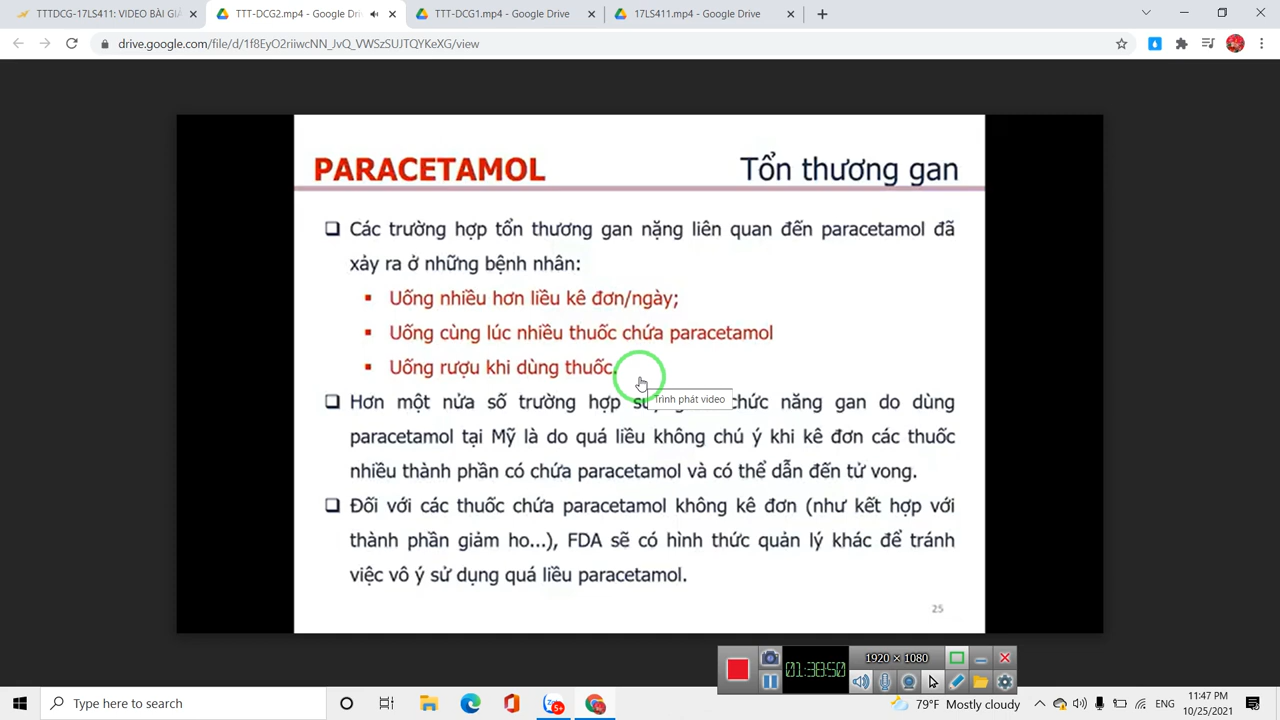 TTTDCG-17LS411: VIDEO BÀI GIẢ
TTT-DCG2.mp4 - Google Drive
TTT-DCG1.mp4 - Google Drive
17LS411.mp4 - Google Drive
drive.google.com/file/d/1f8EyO2riiwcNN_JvQ_VWSzSUJTQYKeXG/view
PARACETAMOL
Tổn thương gan
Các trường hợp tổn thương gan nặng liên quan đến paracetamol đã
xảy ra ở những bệnh nhân:
Uống nhiều hơn liều kê đơn/ngày;
Uống cùng lúc nhiều thuốc chứa paracetamol
Uống rượu khi dùng thuốc.
Trình phát video
Hơn một nửa số trường hợp chức năng gan do dùng
paracetamol tại Mỹ là do quá liều không chú ý khi kê đơn các thuốc
nhiều thành phần có chứa paracetamol và có thể dẫn đến tử vong.
Đối với các thuốc chứa paracetamol không kê đơn (như kết hợp với
thành phần giảm ho...), FDA sẽ có hình thức quản lý khác để tránh
việc vô ý sử dụng quá liều paracetamol.
25
1920 × 1080
01:38:50
Type here to search
5+
79°F Mostly cloudy
ENG
11:47 PM
10/25/2021